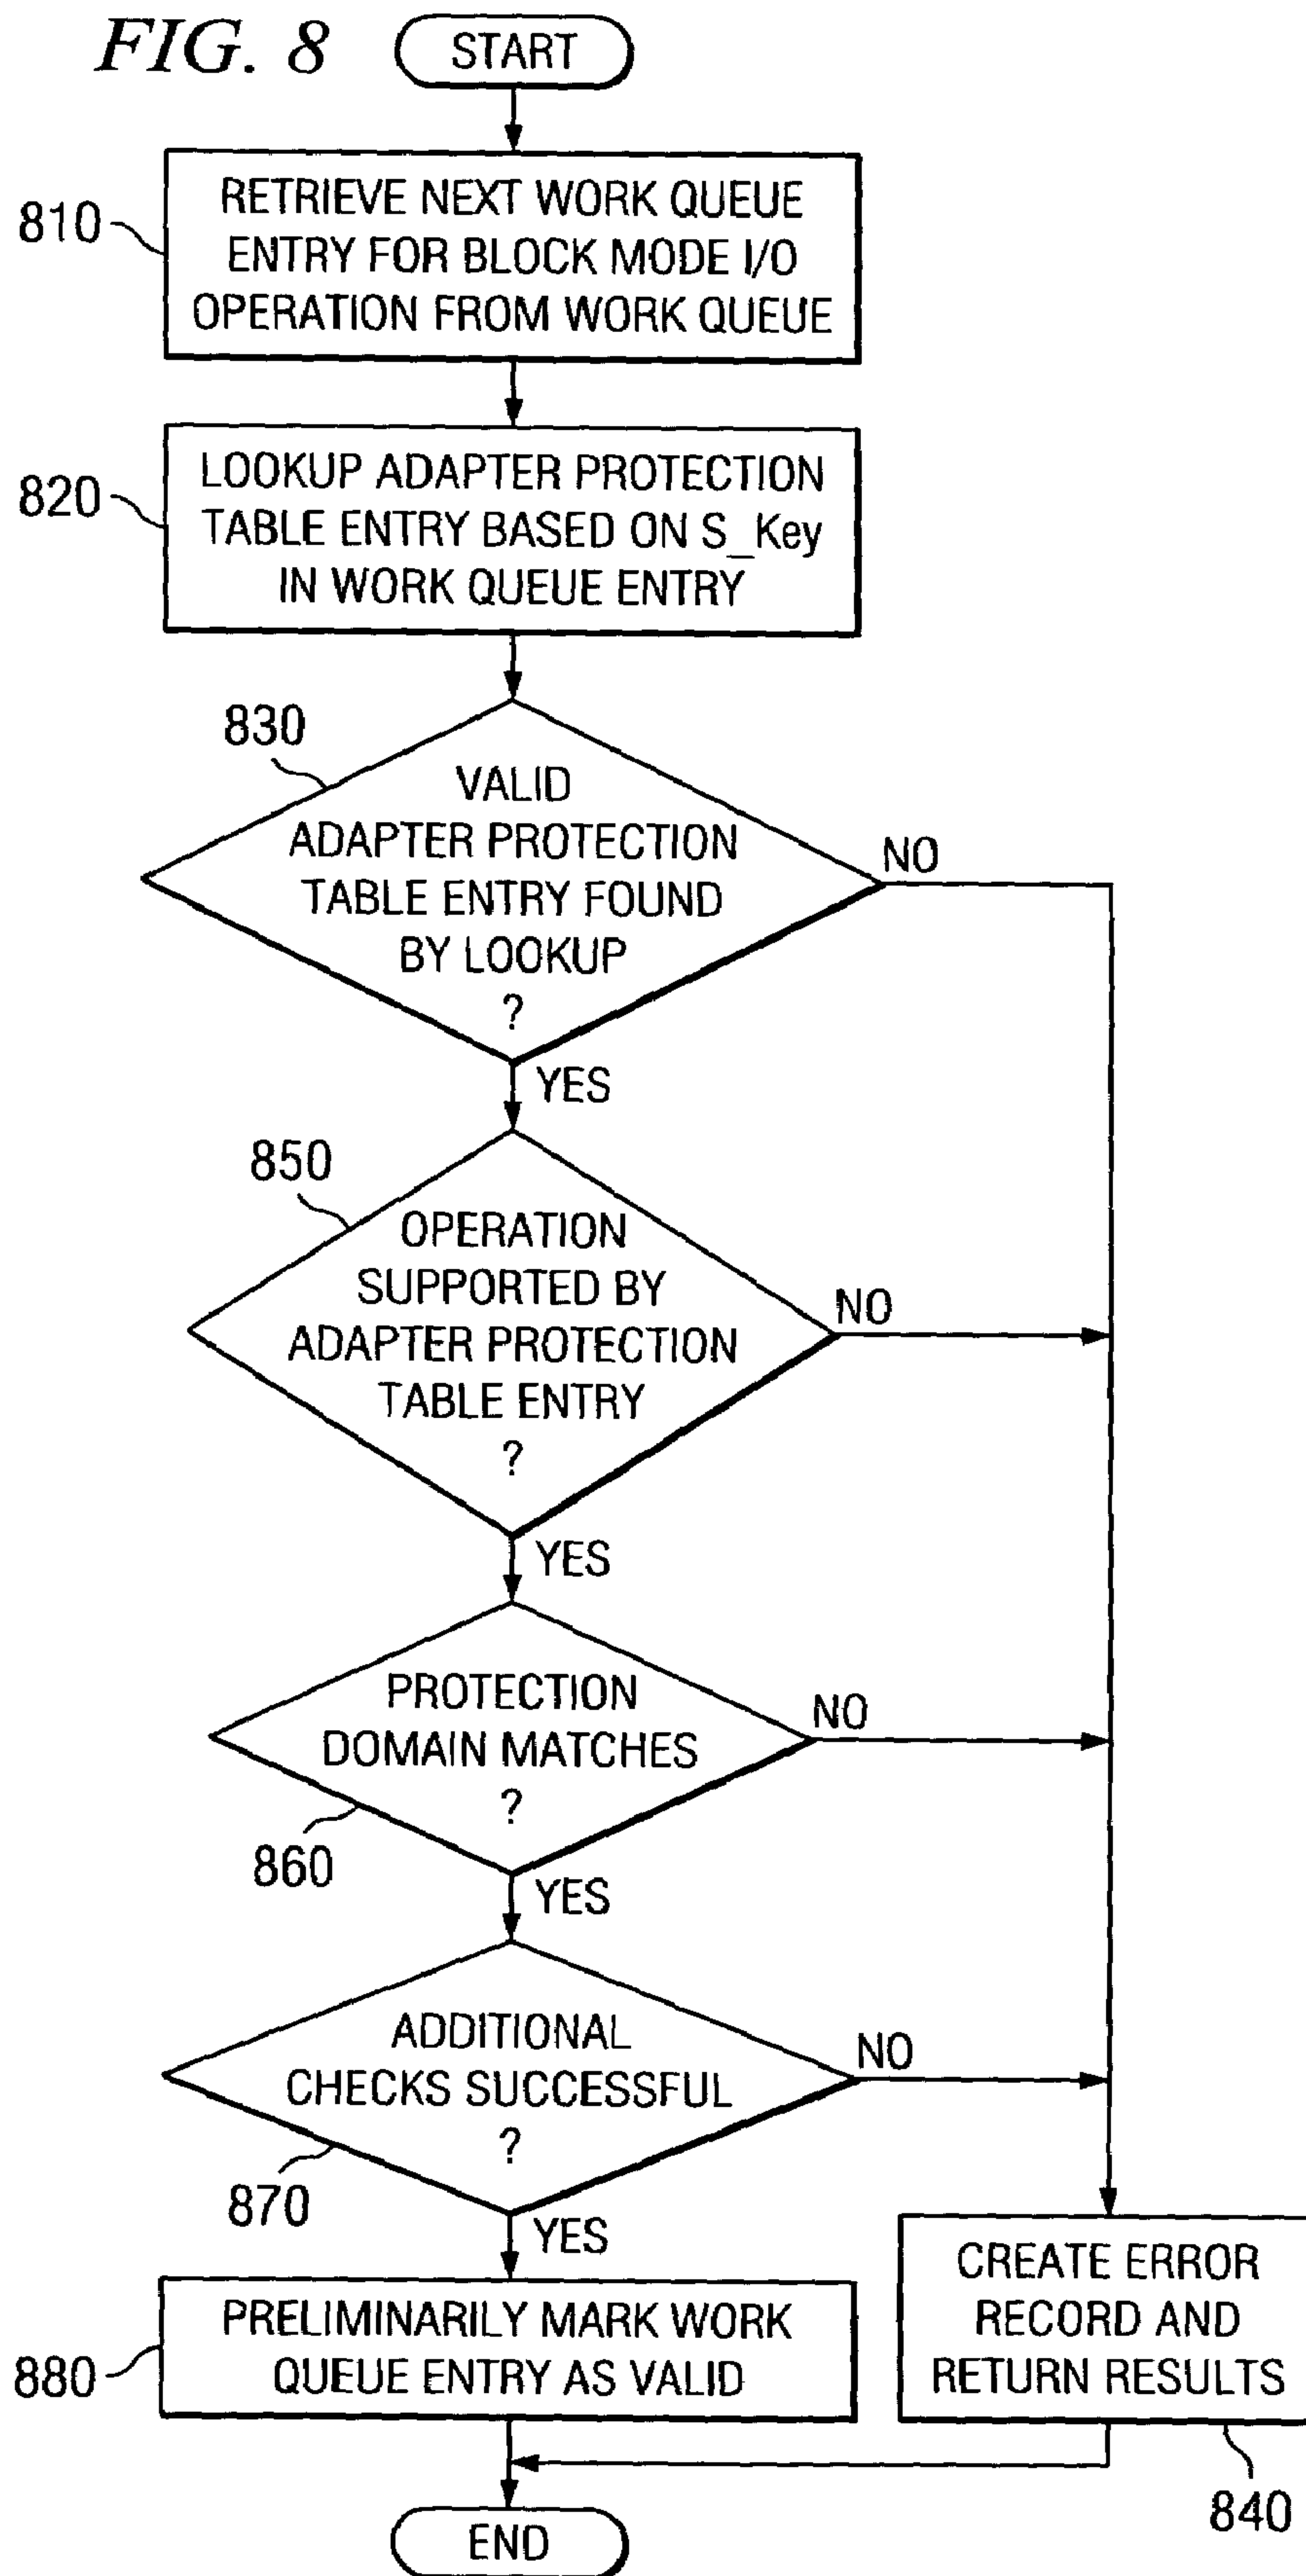 FIG. 8
START
810
RETRIEVE NEXT WORK QUEUE
ENTRY FOR BLOCK MODE I/O
OPERATION FROM WORK QUEUE
820
LOOKUP ADAPTER PROTECTION
TABLE ENTRY BASED ON S_Key
IN WORK QUEUE ENTRY
830
VALID
ADAPTER PROTECTION
TABLE ENTRY FOUND
BY LOOKUP
?
NO
YES
850
OPERATION
SUPPORTED BY
ADAPTER PROTECTION
TABLE ENTRY
?
NO
YES
PROTECTION
DOMAIN MATCHES
?
NO
860
YES
ADDITIONAL
CHECKS SUCCESSFUL
?
NO
870
YES
880
PRELIMINARILY MARK WORK
QUEUE ENTRY AS VALID
CREATE ERROR
RECORD AND
RETURN RESULTS
840
END